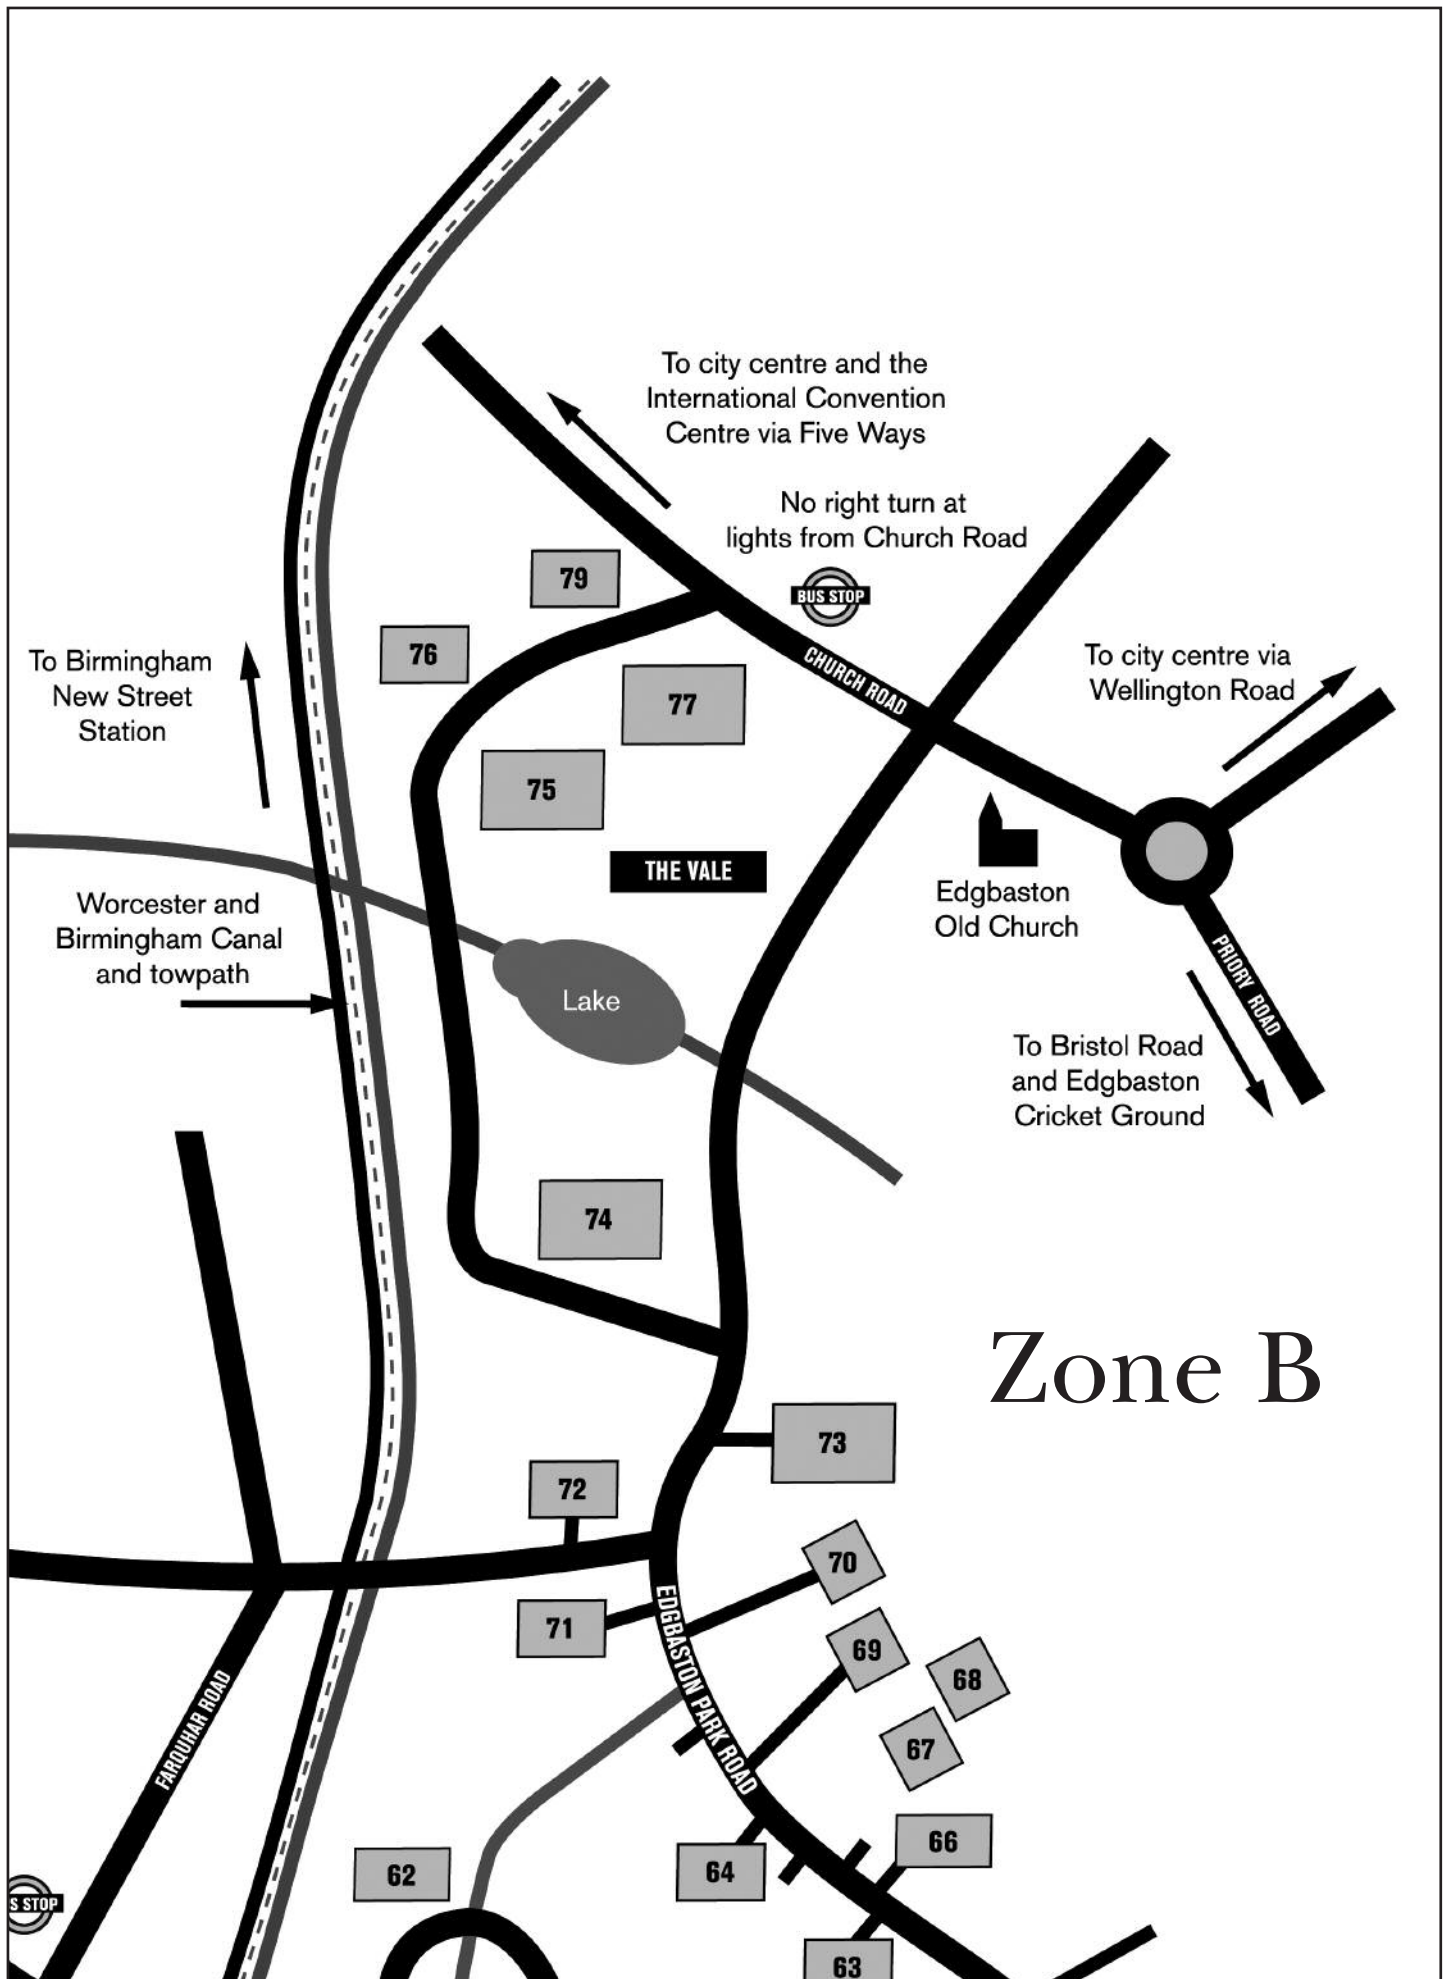 To city centre and the
International Convention
Centre via Five Ways
No right turn at
lights from Church Road
BUS STOP
79
76
77
75
CHURCH ROAD
To city centre via
Wellington Road
To Birmingham
New Street
Station
THE VALE
Edgbaston
Old Church
Worcester and
Birmingham Canal
and towpath
Lake
PRIORY ROAD
To Bristol Road
and Edgbaston
Cricket Ground
74
Zone B
73
72
70
71
69
68
67
EDGBASTON PARK ROAD
FARQUHAR ROAD
66
64
62
S STOP
63